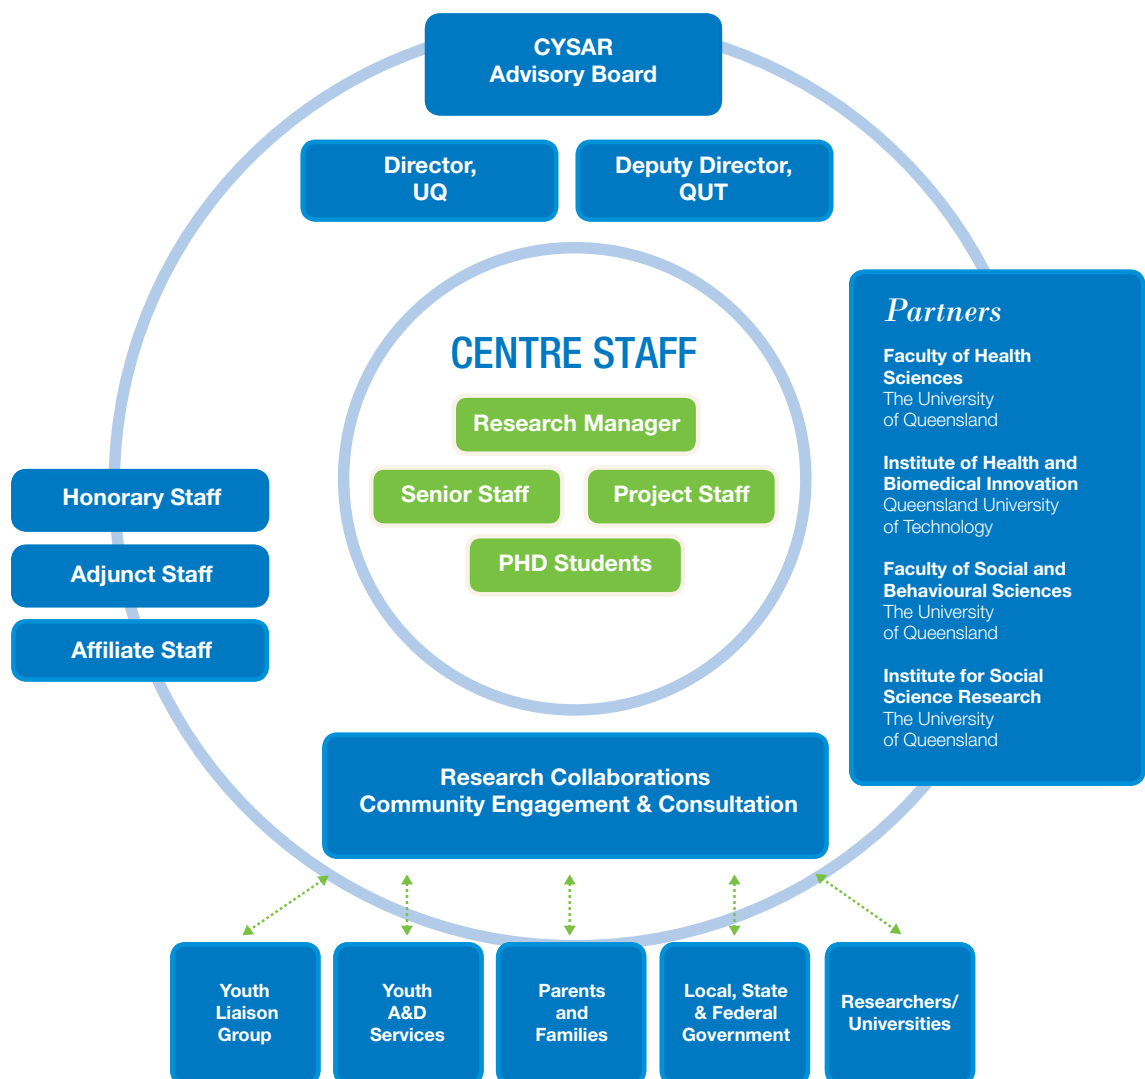 CYSAR
Advisory Board
Director,
UQ
Deputy Director,
QUT
CENTRE STAFF
Research Manager
Senior Staff
Project Staff
PHD Students
Honorary Staff
Adjunct Staff
Affiliate Staff
Partners
Faculty of Health
Sciences
The University
of Queensland
Institute of Health and
Biomedical Innovation
Queensland University
of Technology
Faculty of Social and
Behavioural Sciences
The University
of Queensland
Institute for Social
Science Research
The University
of Queensland
Research Collaborations
Community Engagement & Consultation
Youth
Liaison
Group
Youth
A&D
Services
Parents
and
Families
Local, State
& Federal
Government
Researchers/
Universities